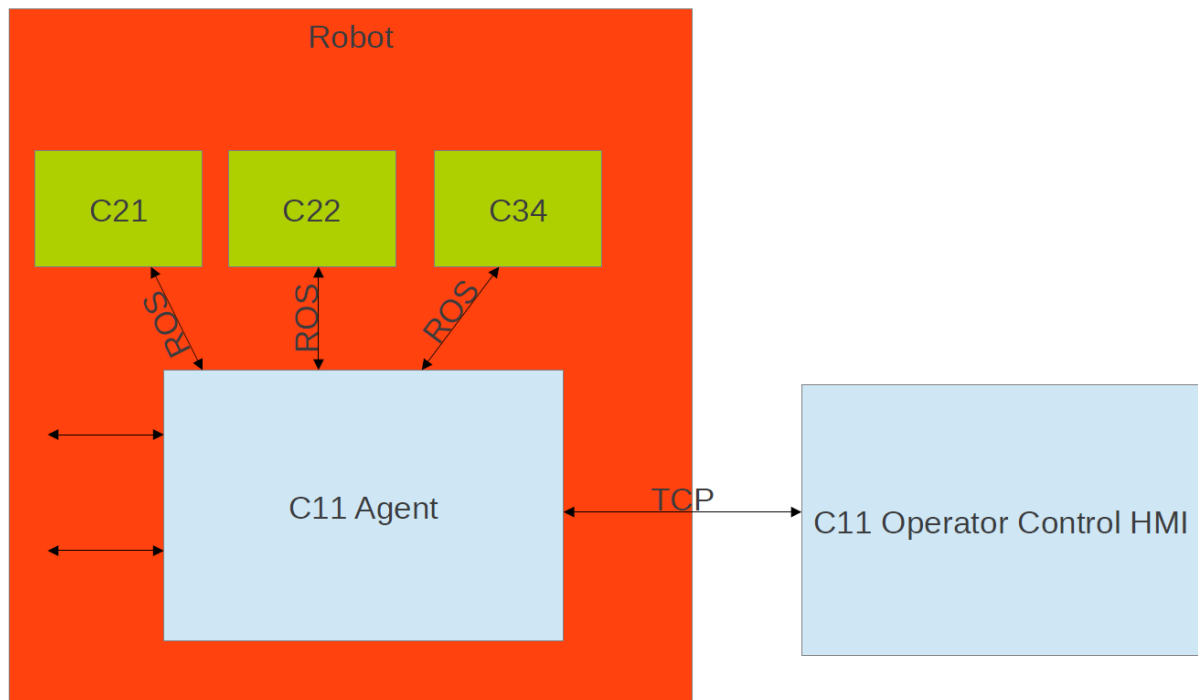 Robot
C21
C22
C34
ROS
ROS
ROS
C11 Agent
TCP
C11 Operator Control HMI